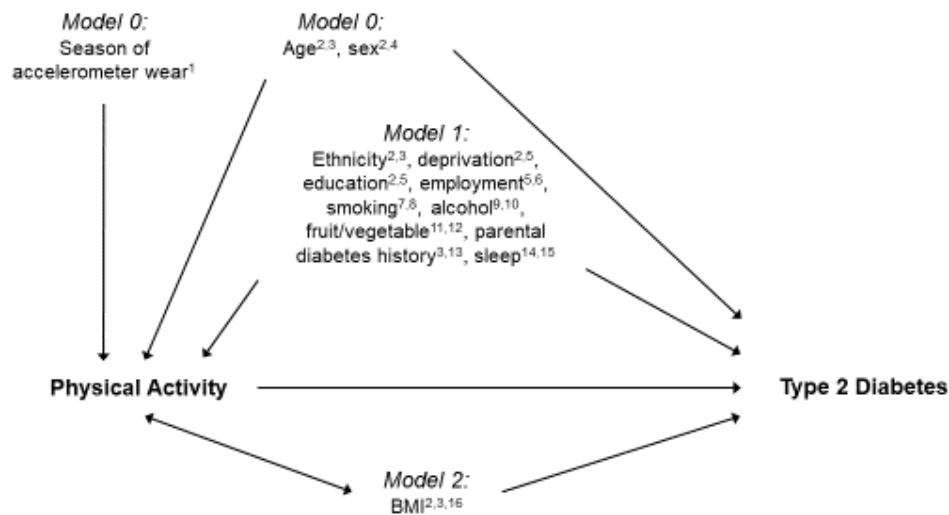 Model 0:
Season of
accelerometer wear¹
Model 0:
Age²,³, sex²,⁴
Model 1:
Ethnicity²,³, deprivation²,⁵,
education²,⁵, employment⁵,⁶,
smoking⁷,⁸, alcohol⁹,¹⁰,
fruit/vegetable¹¹,¹², parental
diabetes history³,¹³, sleep¹⁴,¹⁵
Physical Activity
Type 2 Diabetes
Model 2:
BMI²,³,¹⁶